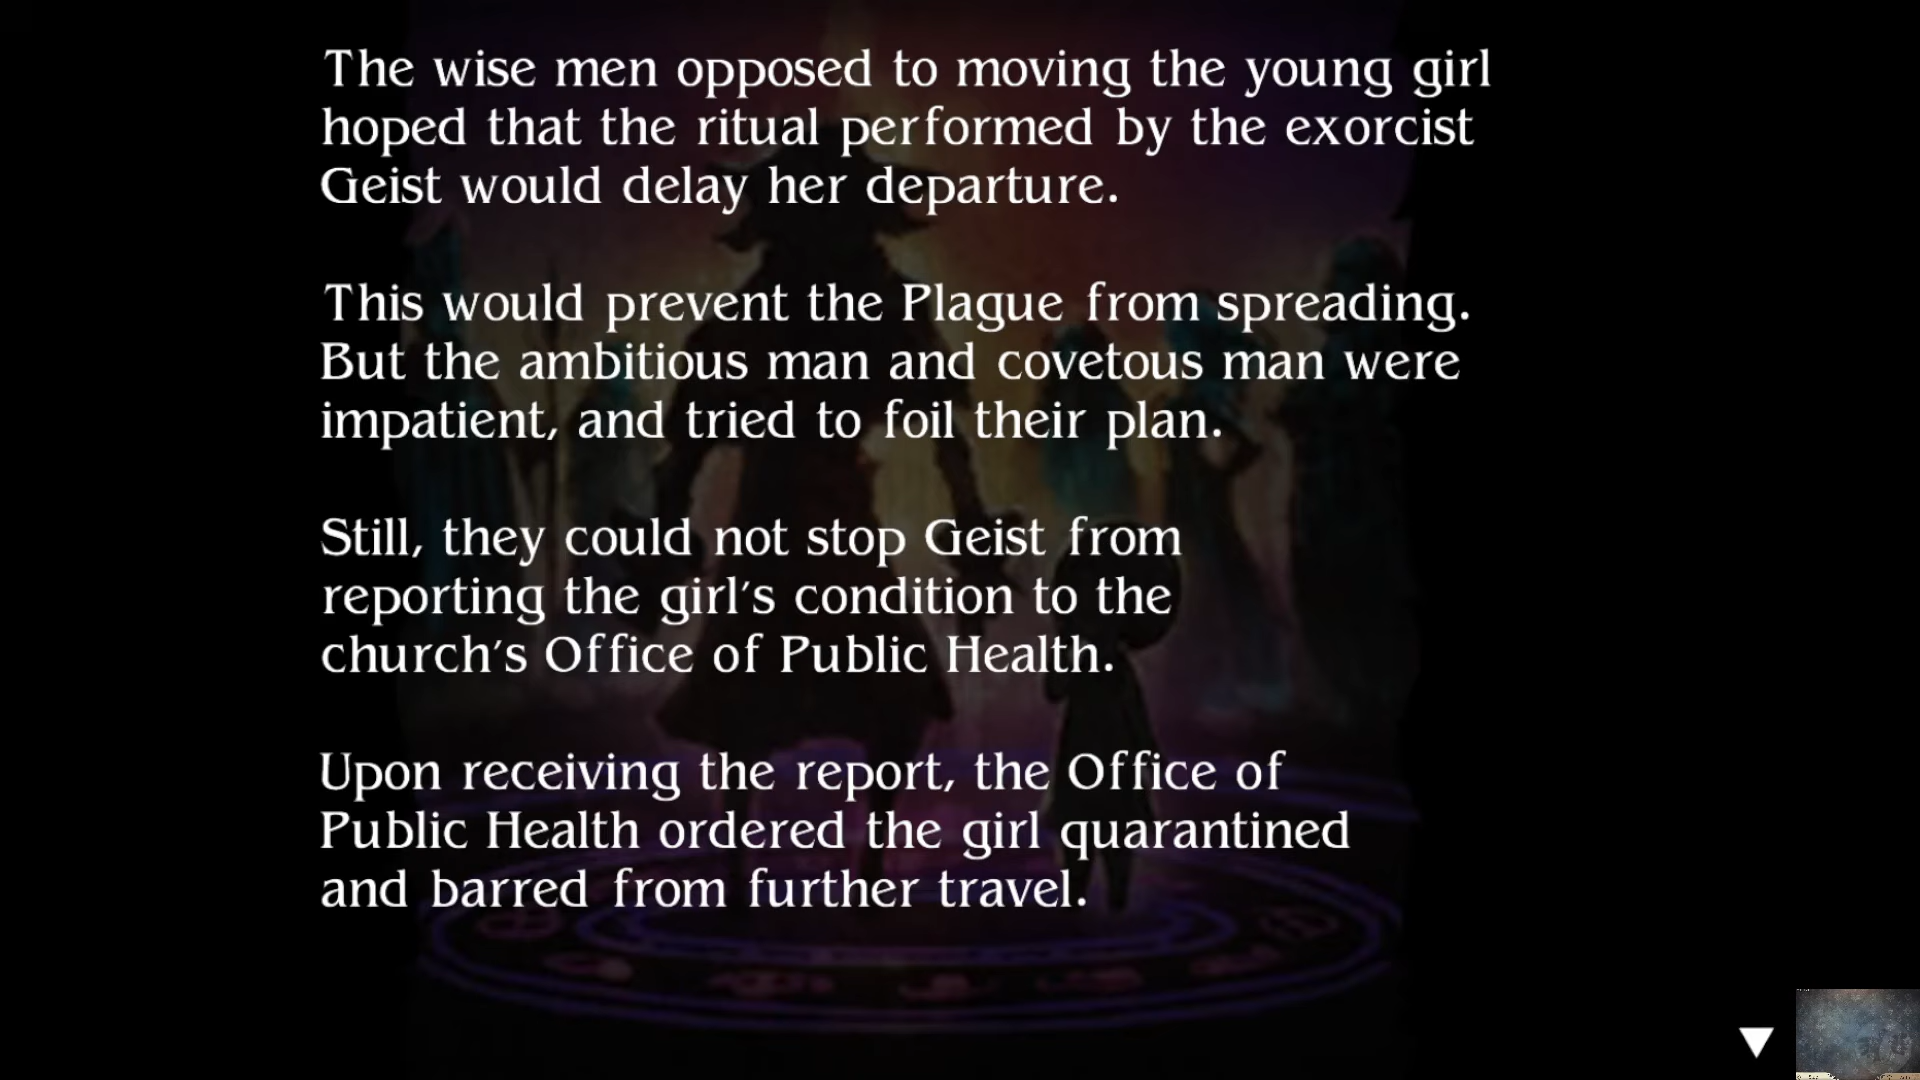 The wise men opposed to moving the young girl
hoped that the ritual performed by the exorcist
Geist would delay her departure.
This would prevent the Plague from spreading.
But the ambitious man and covetous man were
impatient, and tried to foil their plan.
Still, they could not stop Geist from
reporting the girl's condition to the
church's Office of Public Health.
Upon receiving the report, the Office of
Public Health ordered the girl quarantined
and barred from further travel.